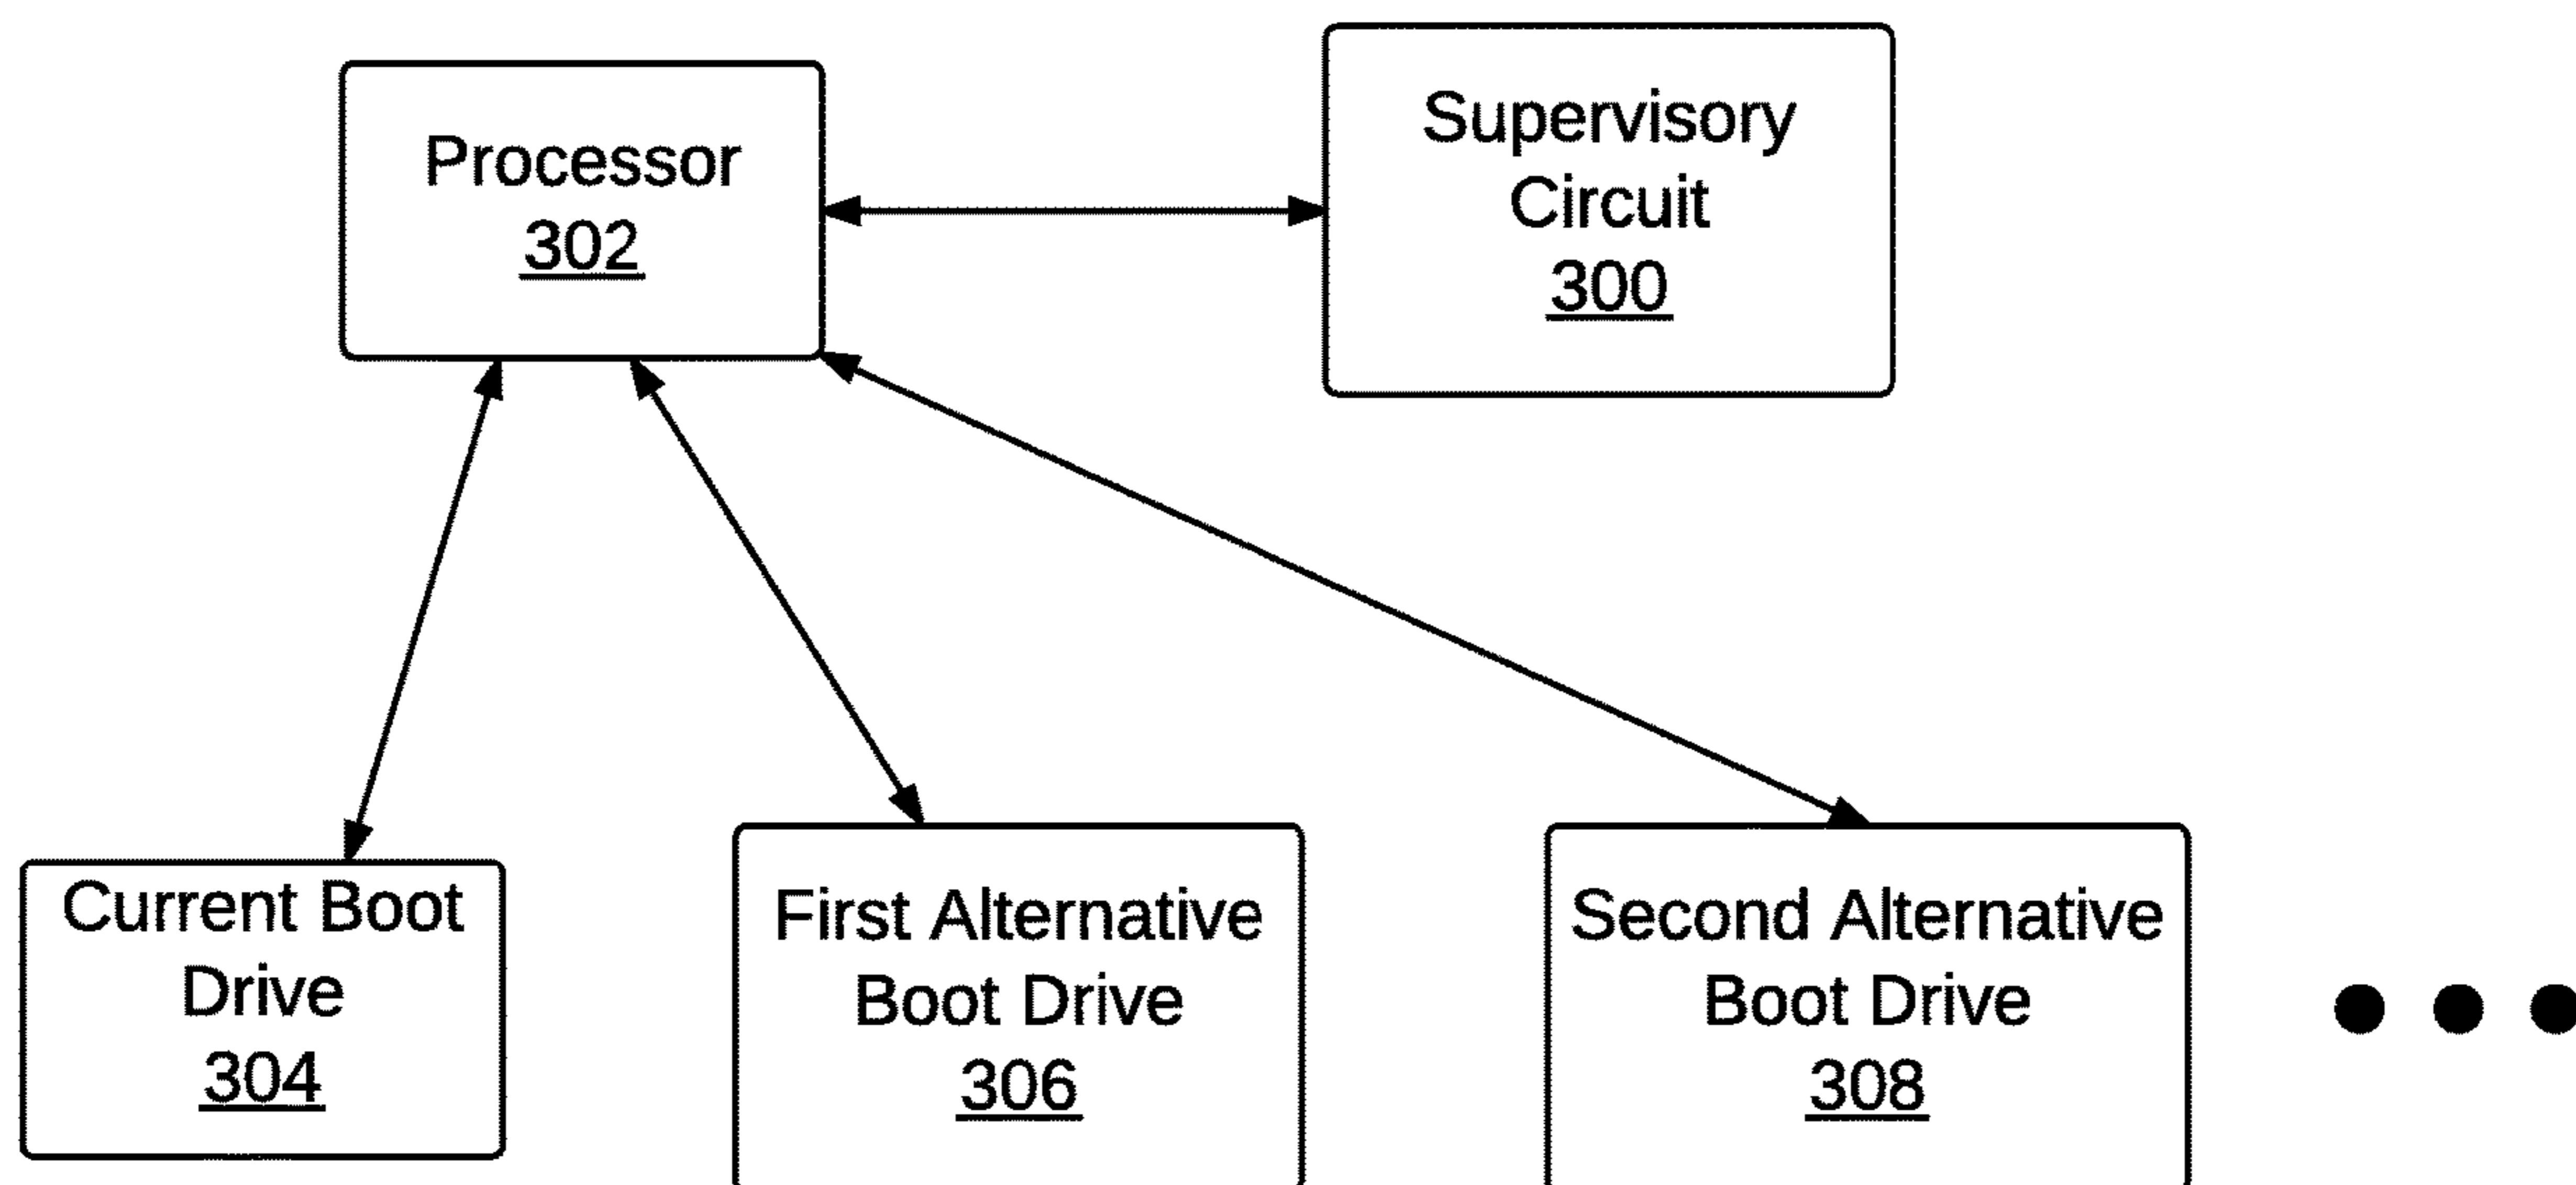 Processor
302
Supervisory
Circuit
300
Current Boot
Drive
304
First Alternative
Boot Drive
306
Second Alternative
Boot Drive
308